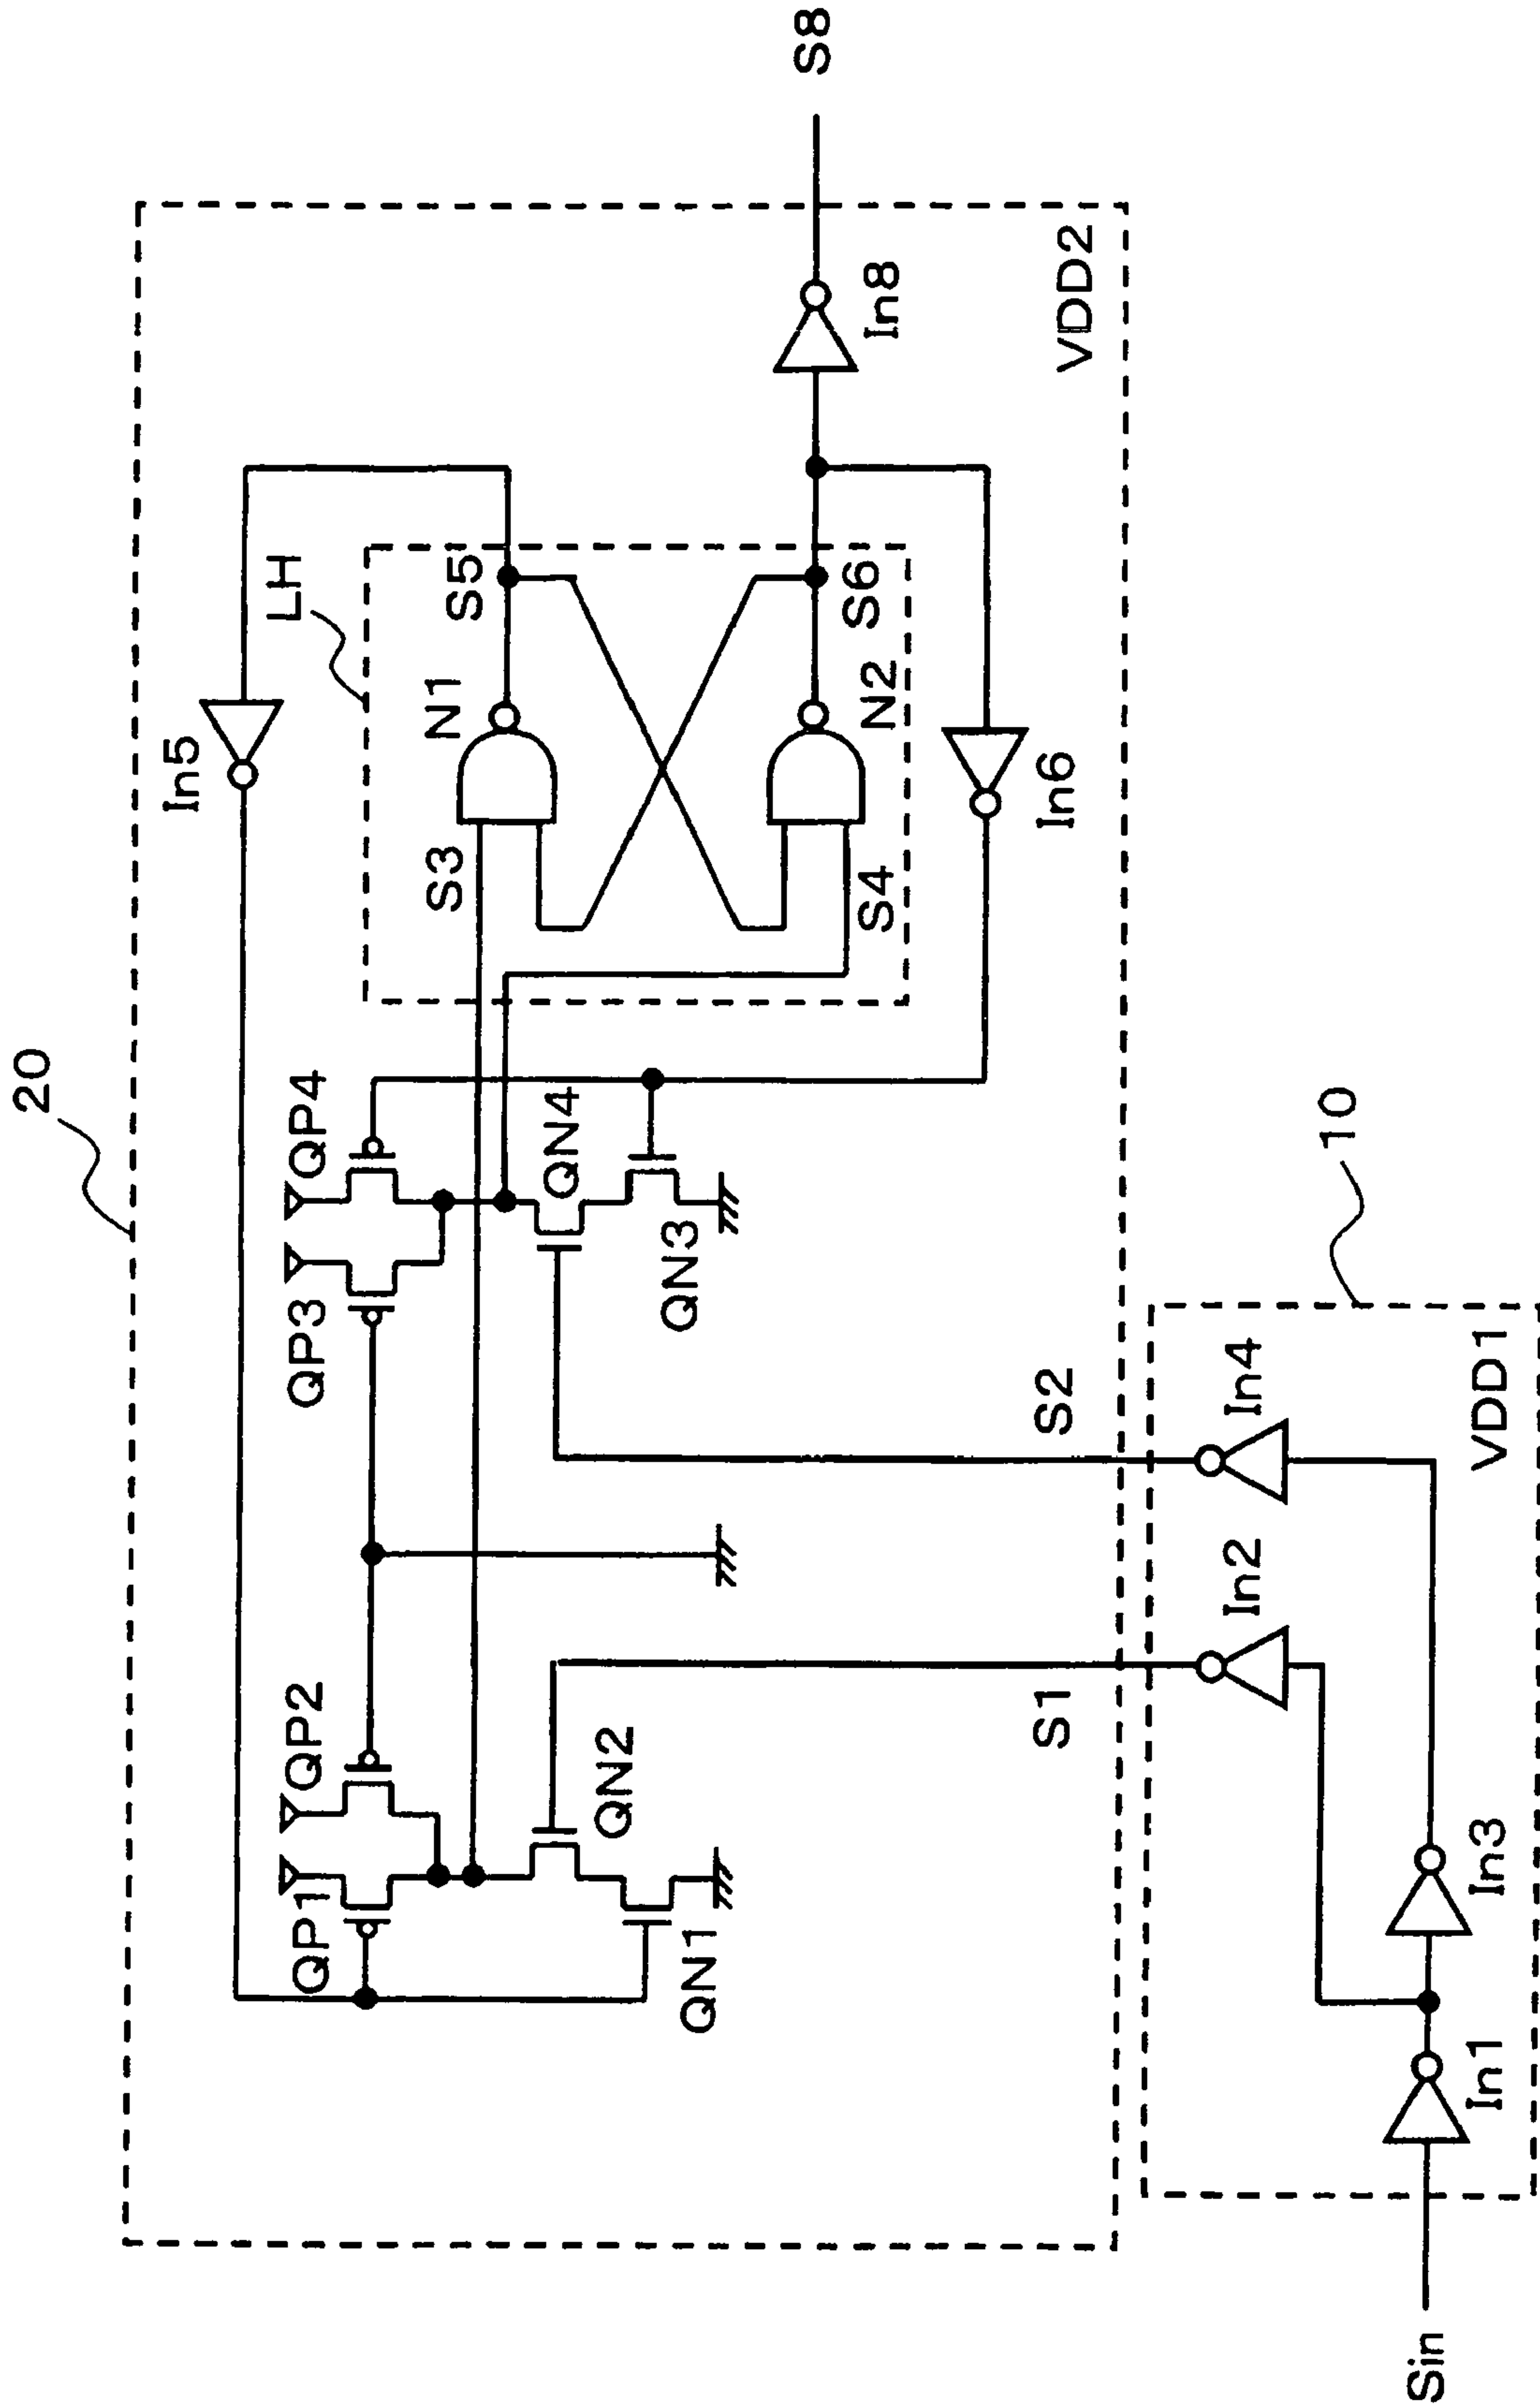 20
In5
LH
QP1
QP2
QP3
QP4
S3
N1
S5
QN2
QN4
QN1
QN3
S4
N2
S6
In8
S8
In6
S1
S2
VDD2
10
In2
In4
VDD1
Sin
In1
In3